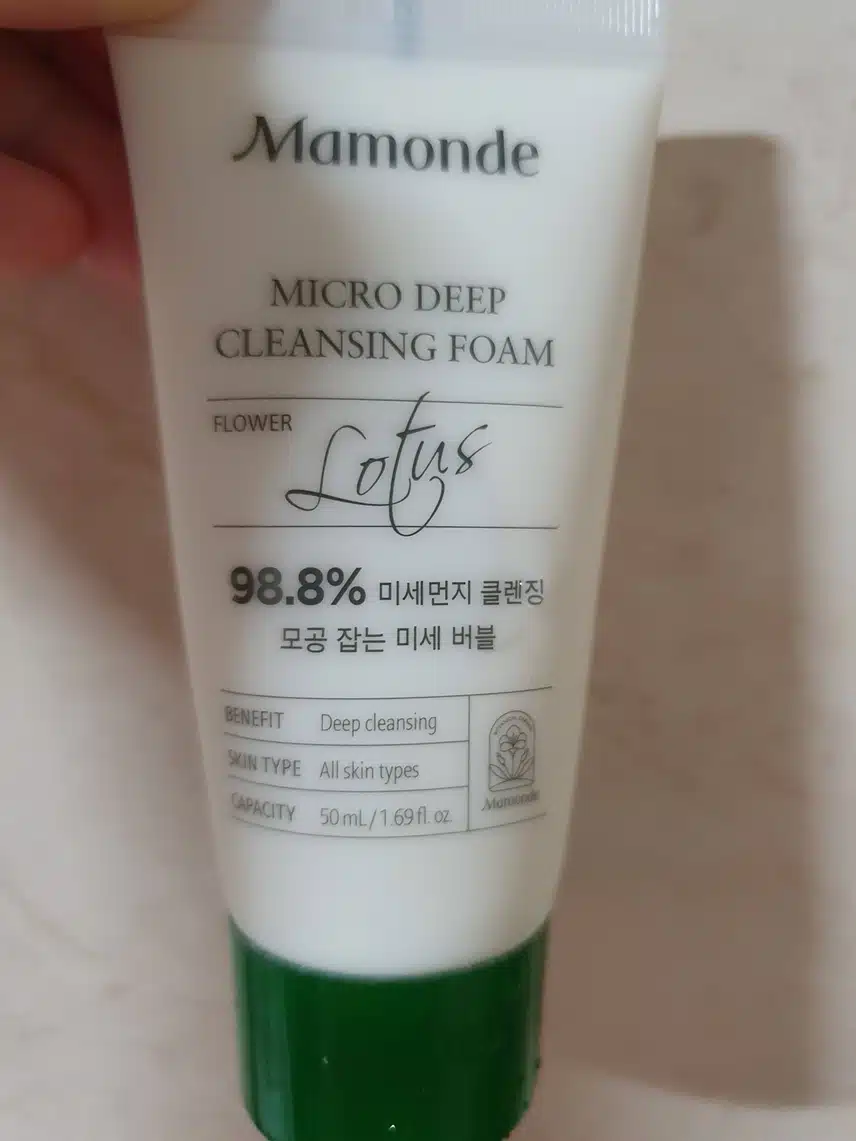 Mamonde
MICRO DEEP
CLEANSING FOAM
FLOWER Lotus
98.8% 미세먼지 클렌징
모공 잡는 미세 버블
BENEFIT Deep cleansing
SKIN TYPE All skin types
CAPACITY 50 mL / 1.69 fl. oz.
Mamonde